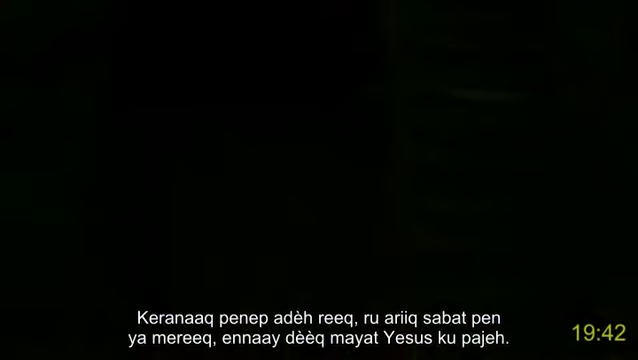 Keranaaq penep adèh reeq, ru ariiq sabat pen
ya mereeq, ennaay dèèq mayat Yesus ku pajeh.
19:42